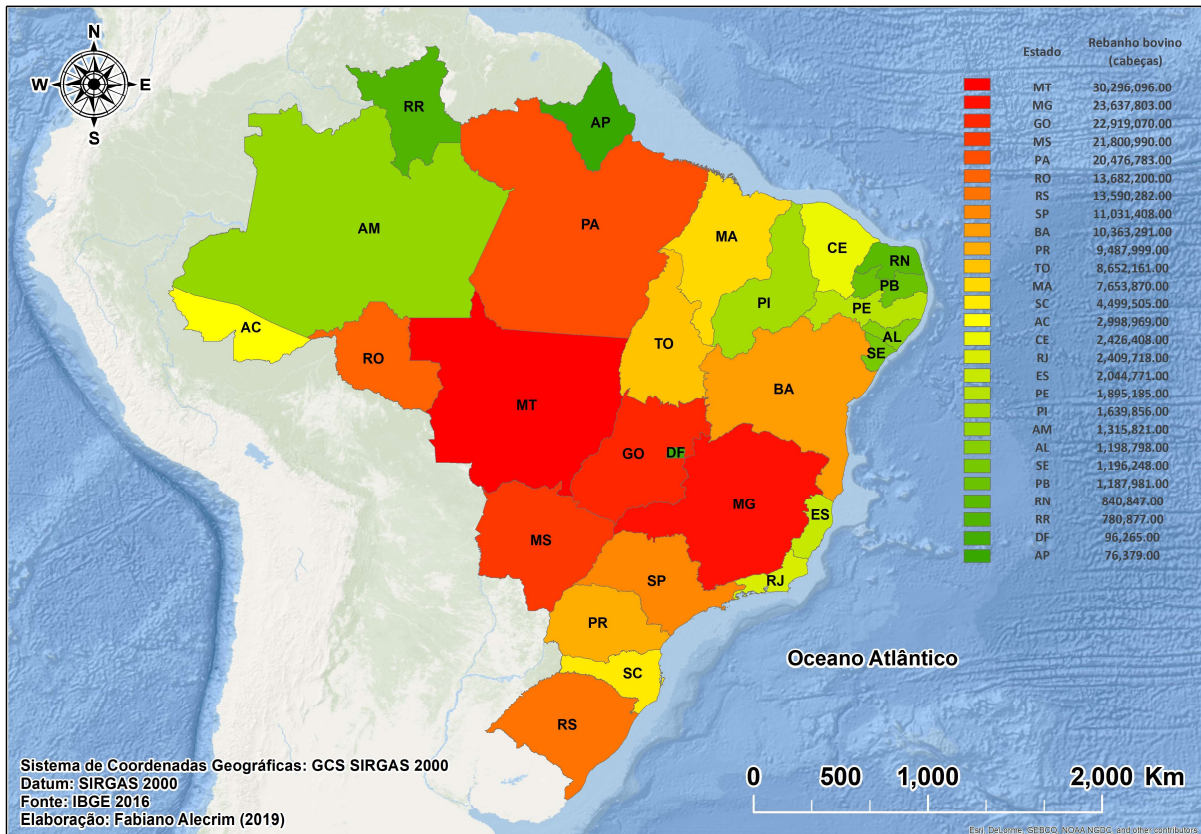 N
W E
S
Estado Rebanho bovino
(cabeças)
MT 30,296,096.00
MG 23,637,803.00
GO 22,919,070.00
MS 21,800,990.00
PA 20,476,783.00
RO 13,682,200.00
RS 13,590,282.00
SP 11,031,408.00
BA 10,363,291.00
PR 9,487,999.00
TO 8,652,161.00
MA 7,653,870.00
SC 4,499,505.00
AC 2,998,969.00
CE 2,426,408.00
RJ 2,409,718.00
ES 2,044,771.00
PE 1,895,185.00
PI 1,639,856.00
AM 1,315,821.00
AL 1,198,798.00
SE 1,196,248.00
PB 1,187,981.00
RN 840,847.00
RR 780,877.00
DF 96,265.00
AP 76,379.00
RR
AP
AM
PA
MA
CE
RN
PB
PI
PE
AL
SE
AC
RO
TO
BA
MT
GO
DF
MG
ES
MS
SP
RJ
PR
SC
RS
Oceano Atlântico
Sistema de Coordenadas Geográficas: GCS SIRGAS 2000
Datum: SIRGAS 2000
Fonte: IBGE 2016
Elaboração: Fabiano Alecrim (2019)
0 500 1,000 2,000 Km
Esri, DeLorme, GEBCO, NOAA NGDC, and other contributors